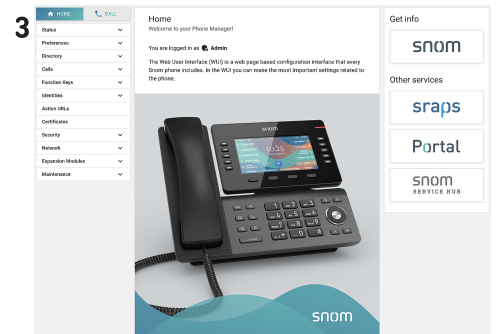 3
HOME
CALL
Status
Preferences
Directory
Calls
Function Keys
Identities
Action URLs
Certificates
Security
Network
Expansion Modules
Maintenance
Home
Welcome to your Phone Manager!
You are logged in as Admin.
The Web User Interface (WUI) is a web page based configuration interface that every
Snom phone includes. In the WUI you can make the most important settings related to
the phone.
snom
10:25
snom
Get info
snom
Other services
sraps
Portal
snom
SERVICE HUB